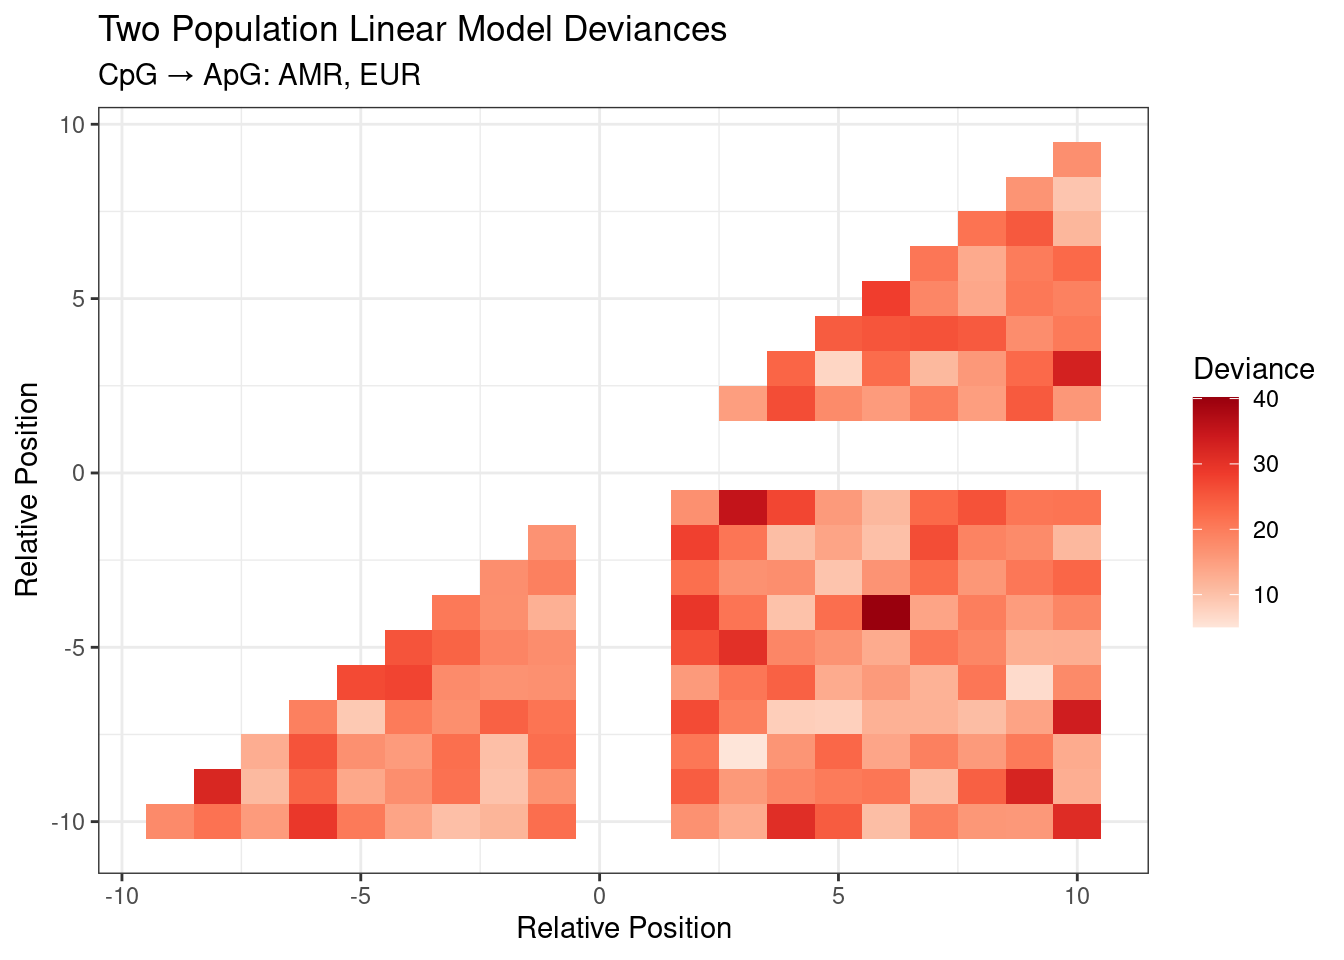 Two Population Linear Model Deviances
CpG → ApG: AMR, EUR
10
5
0
-5
-10
Relative Position
-10
-5
0
5
10
Relative Position
Deviance
40
30
20
10